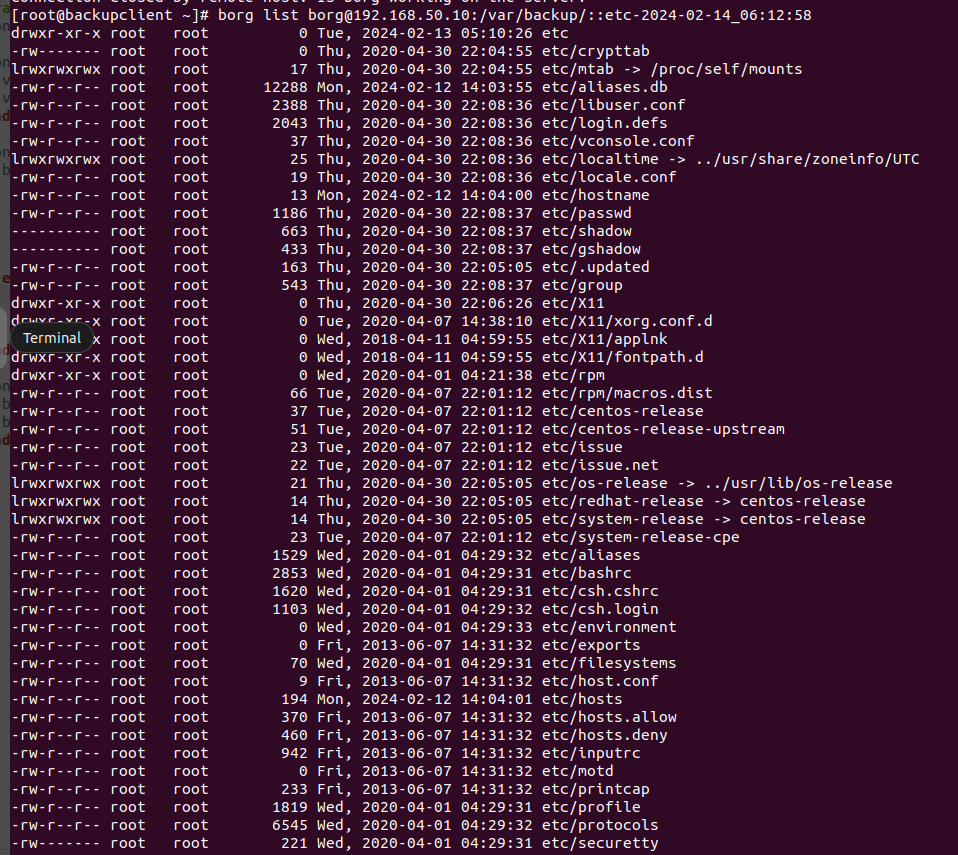 Connection closed by remote host. Is borg working on the server?
[root@backupclient ~]# borg list borg@192.168.50.10:/var/backup/::etc-2024-02-14_06:12:58
drwxr-xr-x root   root          0 Tue, 2024-02-13 05:10:26 etc
-rw------- root   root          0 Thu, 2020-04-30 22:04:55 etc/crypttab
lrwxrwxrwx root   root         17 Thu, 2020-04-30 22:04:55 etc/mtab -> /proc/self/mounts
-rw-r--r-- root   root      12288 Mon, 2024-02-12 14:03:55 etc/aliases.db
-rw-r--r-- root   root       2388 Thu, 2020-04-30 22:08:36 etc/libuser.conf
-rw-r--r-- root   root       2043 Thu, 2020-04-30 22:08:36 etc/login.defs
-rw-r--r-- root   root         37 Thu, 2020-04-30 22:08:36 etc/vconsole.conf
lrwxrwxrwx root   root         25 Thu, 2020-04-30 22:08:36 etc/localtime -> ../usr/share/zoneinfo/UTC
-rw-r--r-- root   root         19 Thu, 2020-04-30 22:08:36 etc/locale.conf
-rw-r--r-- root   root         13 Mon, 2024-02-12 14:04:00 etc/hostname
-rw-r--r-- root   root       1186 Thu, 2020-04-30 22:08:37 etc/passwd
---------- root   root        663 Thu, 2020-04-30 22:08:37 etc/shadow
---------- root   root        433 Thu, 2020-04-30 22:08:37 etc/gshadow
-rw-r--r-- root   root        163 Thu, 2020-04-30 22:05:05 etc/.updated
-rw-r--r-- root   root        543 Thu, 2020-04-30 22:08:37 etc/group
drwxr-xr-x root   root          0 Thu, 2020-04-30 22:06:26 etc/X11
drwxr-xr-x root   root          0 Tue, 2020-04-07 14:38:10 etc/X11/xorg.conf.d
Terminal x root   root          0 Wed, 2018-04-11 04:59:55 etc/X11/applnk
drwxr-xr-x root   root          0 Wed, 2018-04-11 04:59:55 etc/X11/fontpath.d
drwxr-xr-x root   root          0 Wed, 2020-04-01 04:21:38 etc/rpm
-rw-r--r-- root   root         66 Tue, 2020-04-07 22:01:12 etc/rpm/macros.dist
-rw-r--r-- root   root         37 Tue, 2020-04-07 22:01:12 etc/centos-release
-rw-r--r-- root   root         51 Tue, 2020-04-07 22:01:12 etc/centos-release-upstream
-rw-r--r-- root   root         23 Tue, 2020-04-07 22:01:12 etc/issue
-rw-r--r-- root   root         22 Tue, 2020-04-07 22:01:12 etc/issue.net
lrwxrwxrwx root   root         21 Thu, 2020-04-30 22:05:05 etc/os-release -> ../usr/lib/os-release
lrwxrwxrwx root   root         14 Thu, 2020-04-30 22:05:05 etc/redhat-release -> centos-release
lrwxrwxrwx root   root         14 Thu, 2020-04-30 22:05:05 etc/system-release -> centos-release
-rw-r--r-- root   root         23 Tue, 2020-04-07 22:01:12 etc/system-release-cpe
-rw-r--r-- root   root       1529 Wed, 2020-04-01 04:29:32 etc/aliases
-rw-r--r-- root   root       2853 Wed, 2020-04-01 04:29:31 etc/bashrc
-rw-r--r-- root   root       1620 Wed, 2020-04-01 04:29:31 etc/csh.cshrc
-rw-r--r-- root   root       1103 Wed, 2020-04-01 04:29:32 etc/csh.login
-rw-r--r-- root   root          0 Wed, 2020-04-01 04:29:33 etc/environment
-rw-r--r-- root   root          0 Fri, 2013-06-07 14:31:32 etc/exports
-rw-r--r-- root   root         70 Wed, 2020-04-01 04:29:31 etc/filesystems
-rw-r--r-- root   root          9 Fri, 2013-06-07 14:31:32 etc/host.conf
-rw-r--r-- root   root        194 Mon, 2024-02-12 14:04:01 etc/hosts
-rw-r--r-- root   root        370 Fri, 2013-06-07 14:31:32 etc/hosts.allow
-rw-r--r-- root   root        460 Fri, 2013-06-07 14:31:32 etc/hosts.deny
-rw-r--r-- root   root        942 Fri, 2013-06-07 14:31:32 etc/inputrc
-rw-r--r-- root   root          0 Fri, 2013-06-07 14:31:32 etc/motd
-rw-r--r-- root   root        233 Fri, 2013-06-07 14:31:32 etc/printcap
-rw-r--r-- root   root       1819 Wed, 2020-04-01 04:29:31 etc/profile
-rw-r--r-- root   root       6545 Wed, 2020-04-01 04:29:32 etc/protocols
-rw------- root   root        221 Wed, 2020-04-01 04:29:31 etc/securetty